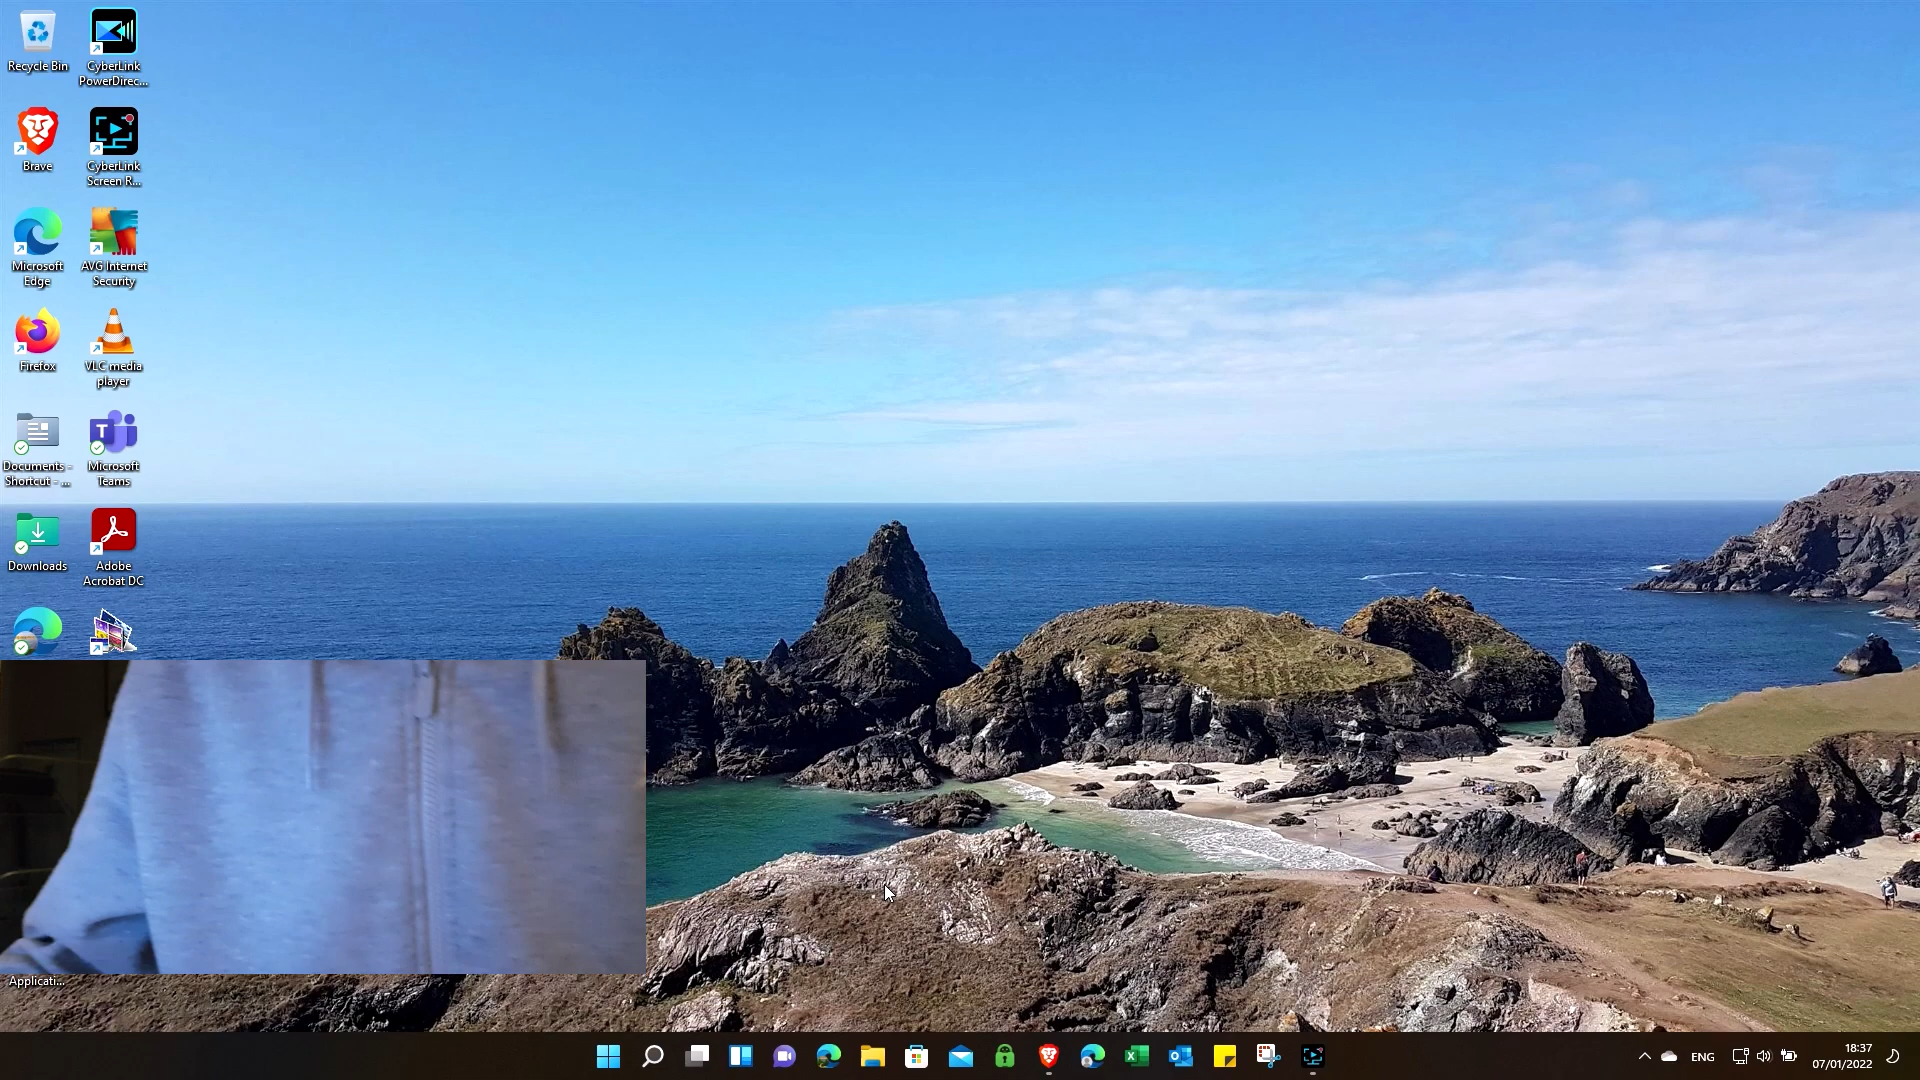 Recycle Bin
CyberLink
PowerDirec...
Brave
CyberLink
Screen R...
Microsoft
Edge
AVG Internet
Security
Firefox
VLC media
player
Documents -
Shortcut - ...
Microsoft
Teams
Downloads
Adobe
Acrobat DC
Applicati...
ENG
18:37
07/01/2022